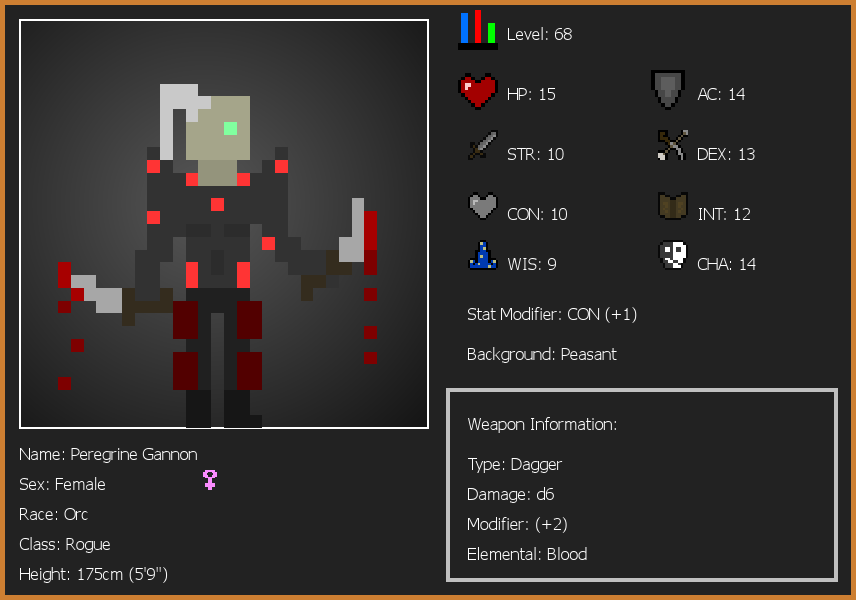 Level: 68
HP: 15
AC: 14
STR: 10
DEX: 13
CON: 10
INT: 12
WIS: 9
CHA: 14
Stat Modifier: CON (+1)
Background: Peasant
Weapon Information:
Type: Dagger
Damage: d6
Modifier: (+2)
Elemental: Blood
Name: Peregrine Gannon
Sex: Female
Race: Orc
Class: Rogue
Height: 175cm (5'9")